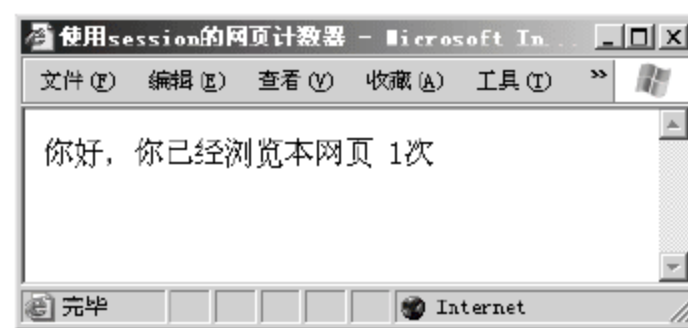 使用session的网页计数器 - Microsoft In...
文件(F) 编辑(E) 查看(V) 收藏(A) 工具(T) »
你好，你已经浏览本网页 1次
完毕 Internet